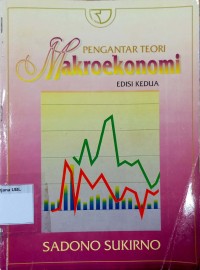 PENGANTAR TEORI
Makroekonomi
EDISI KEDUA
SADONO SUKIRNO